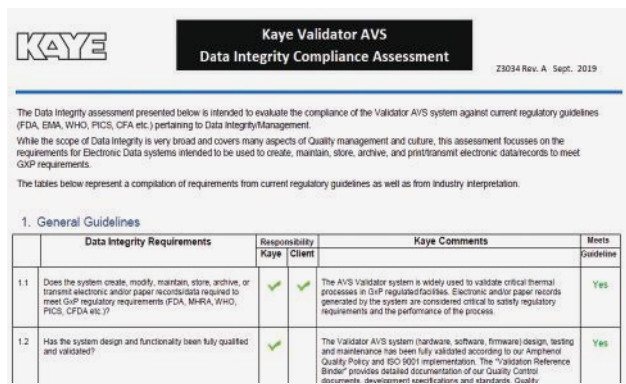 KAYE
Kaye Validator AVS
Data Integrity Compliance Assessment
Z3034 Rev. A Sept. 2019
The Data Integrity assessment presented below is intended to evaluate the compliance of the Validator AVS system against current regulatory guidelines
(FDA, EMA, WHO, PICS, CFA etc.) pertaining to Data Integrity/Management.
While the scope of Data Integrity is very broad and covers many aspects of Quality management and culture, this assessment focusses on the
requirements for Electronic Data systems intended to be used to create, maintain, store, archive, and print/transmit electronic data/records to meet
GXP requirements.
The tables below represent a compilation of requirements from current regulatory guidelines as well as from Industry interpretation.
1. General Guidelines
Data Integrity Requirements
Responsibility
Kaye Comments
Meets
Kaye
Client
Guideline
1.1
Does the system create, modify, maintain, store, archive, or
transmit electronic and/or paper records/data required to
meet GxP regulatory requirements (FDA, MHRA, WHO,
PICS, CFDA etc.)?
The AVS Validator system is widely used to validate critical thermal
processes in GxP regulated facilities. Electronic and/or paper records
generated by the system are considered critical to satisfy regulatory
requirements and the performance of the process.
Yes
1.2
Has the system design and functionality been fully qualified
and validated?
The Validator AVS system (hardware, software, firmware) design, testing
and maintenance has been fully validated according to our Amphenol
Quality Policy and ISO 9001 implementation. The "Validation Reference
Binder" provides detailed documentation of our Quality Control
documents, development specifications and standards, Quality
Yes